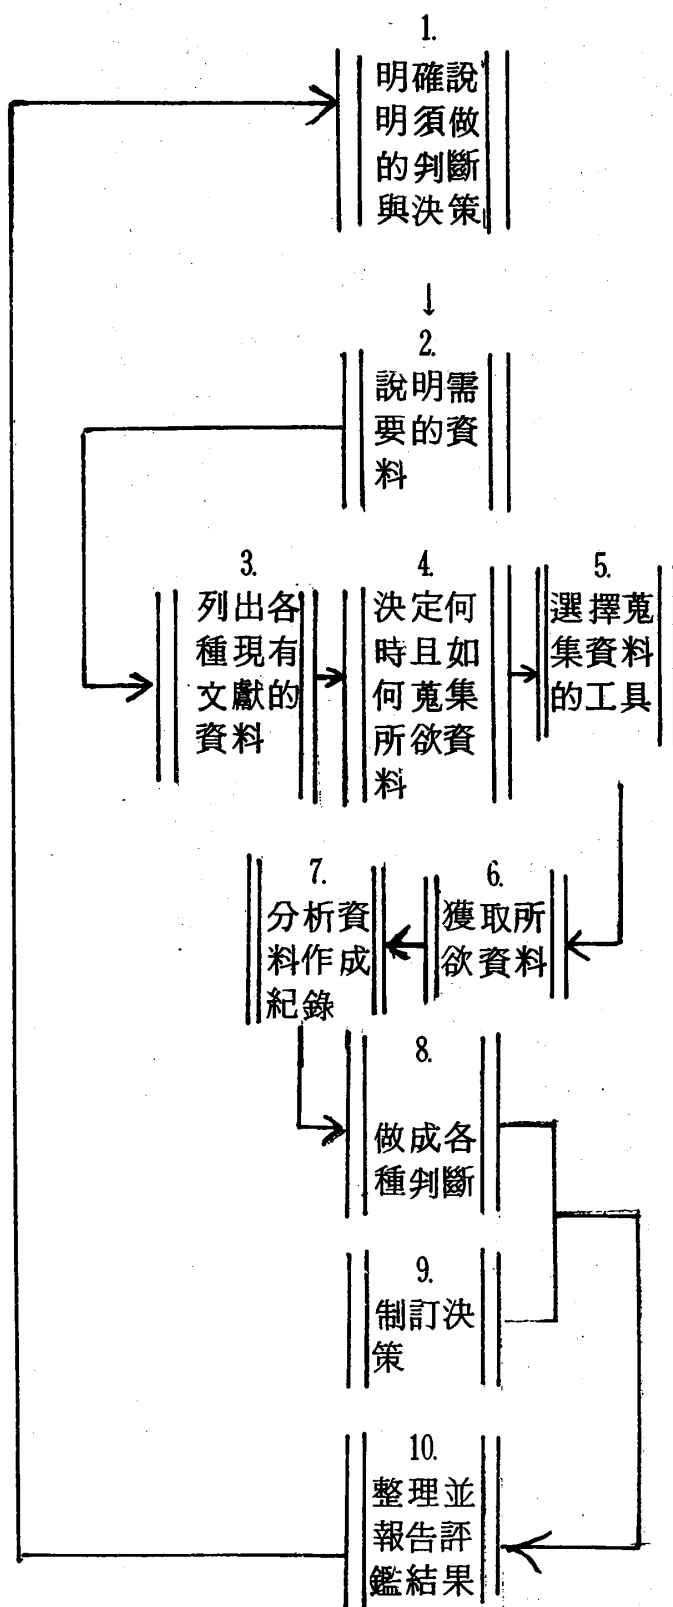 1.
明確說
明須做
的判斷
與決策
↓
2.
說明需
要的資
料
3.
列出各
種現有
文獻的
資料
4.
決定何
時且如
何蒐集
所欲資
料
5.
選擇蒐
集資料
的工具
6.
獲取所
欲資料
7.
分析資
料作成
紀錄
8.
做成各
種判斷
9.
制訂決
策
10.
整理並
報告評
鑑結果